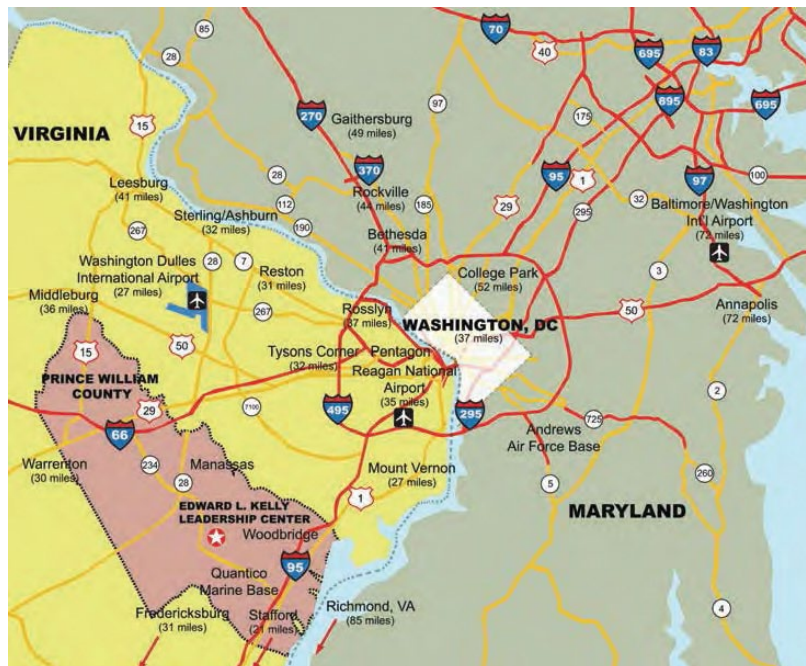 85
28
70
40
695
83
15
VIRGINIA
270
Gaithersburg
(49 miles)
97
895
695
175
28
370
95
1
97
100
Leesburg
(41 miles)
Rockville
(44 miles)
112
185
29
295
32
Baltimore/Washington
Int'l Airport
(72 miles)
Sterling/Ashburn
(32 miles)
190
267
Bethesda
(41 miles)
Washington Dulles
International Airport
(27 miles)
28
7
Reston
(31 miles)
College Park
(52 miles)
3
Middleburg
(36 miles)
267
Rosslyn
(37 miles)
WASHINGTON, DC
(37 miles)
50
Annapolis
(72 miles)
15
50
Tysons Corner
(32 miles)
Pentagon
Reagan National
Airport
(35 miles)
PRINCE WILLIAM
COUNTY
29
7100
495
295
2
66
725
Andrews
Air Force Base
Warrenton
(30 miles)
234
Manassas
28
Mount Vernon
(27 miles)
5
260
1
EDWARD L. KELLY
LEADERSHIP CENTER
Woodbridge
MARYLAND
95
Quantico
Marine Base
Fredericksburg
(31 miles)
Stafford
(21 miles)
Richmond, VA
(85 miles)
4